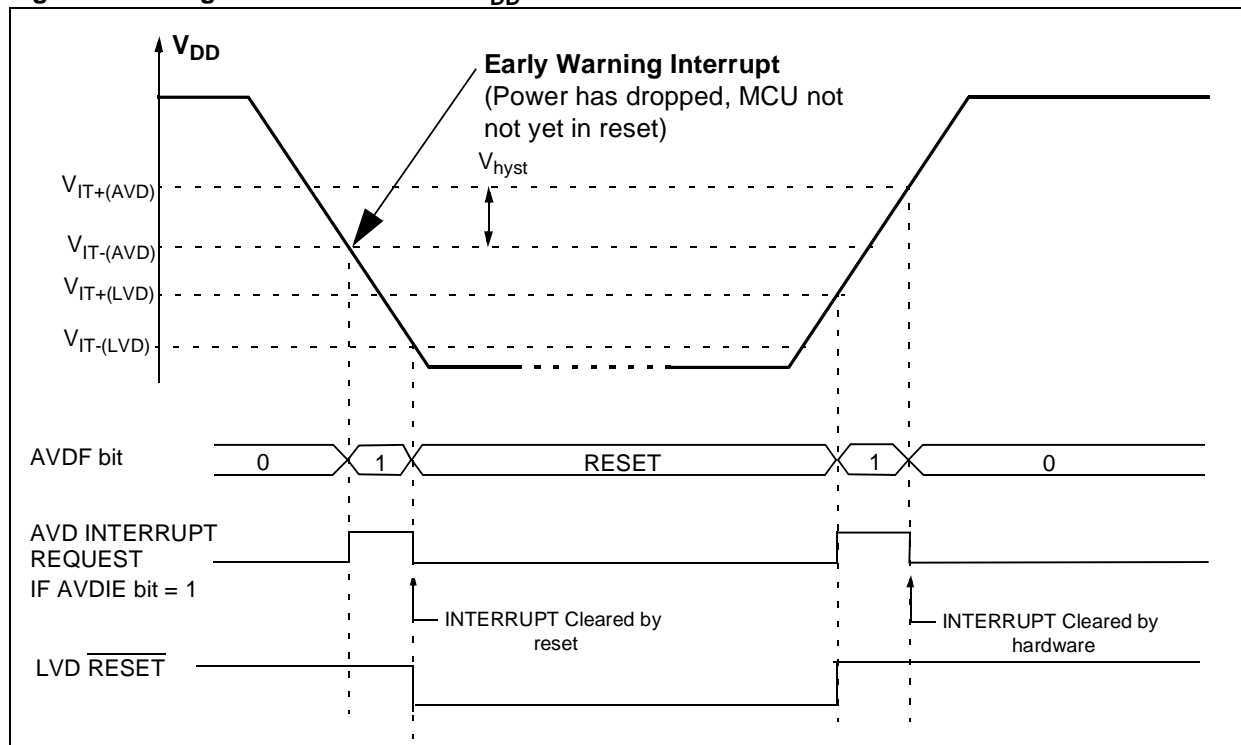 DD
V_DD
Early Warning Interrupt
(Power has dropped, MCU not
not yet in reset)
V_hyst
V_IT+(AVD)
V_IT-(AVD)
V_IT+(LVD)
V_IT-(LVD)
AVDF bit
0
1
RESET
1
0
AVD INTERRUPT
REQUEST
IF AVDIE bit = 1
INTERRUPT Cleared by
reset
INTERRUPT Cleared by
hardware
LVD RESET